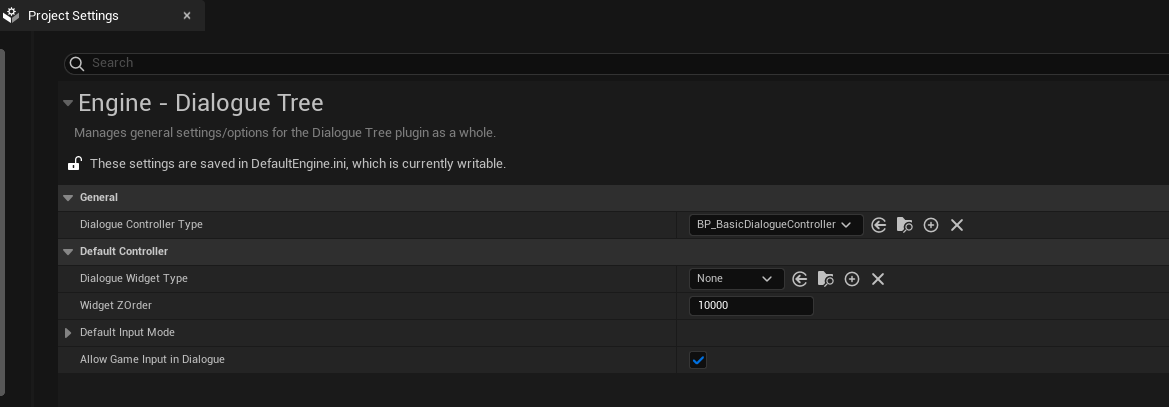 Project Settings
Search
Engine - Dialogue Tree
Manages general settings/options for the Dialogue Tree plugin as a whole.
These settings are saved in DefaultEngine.ini, which is currently writable.
General
Dialogue Controller Type BP_BasicDialogueController
Default Controller
Dialogue Widget Type None
Widget ZOrder 10000
Default Input Mode
Allow Game Input in Dialogue